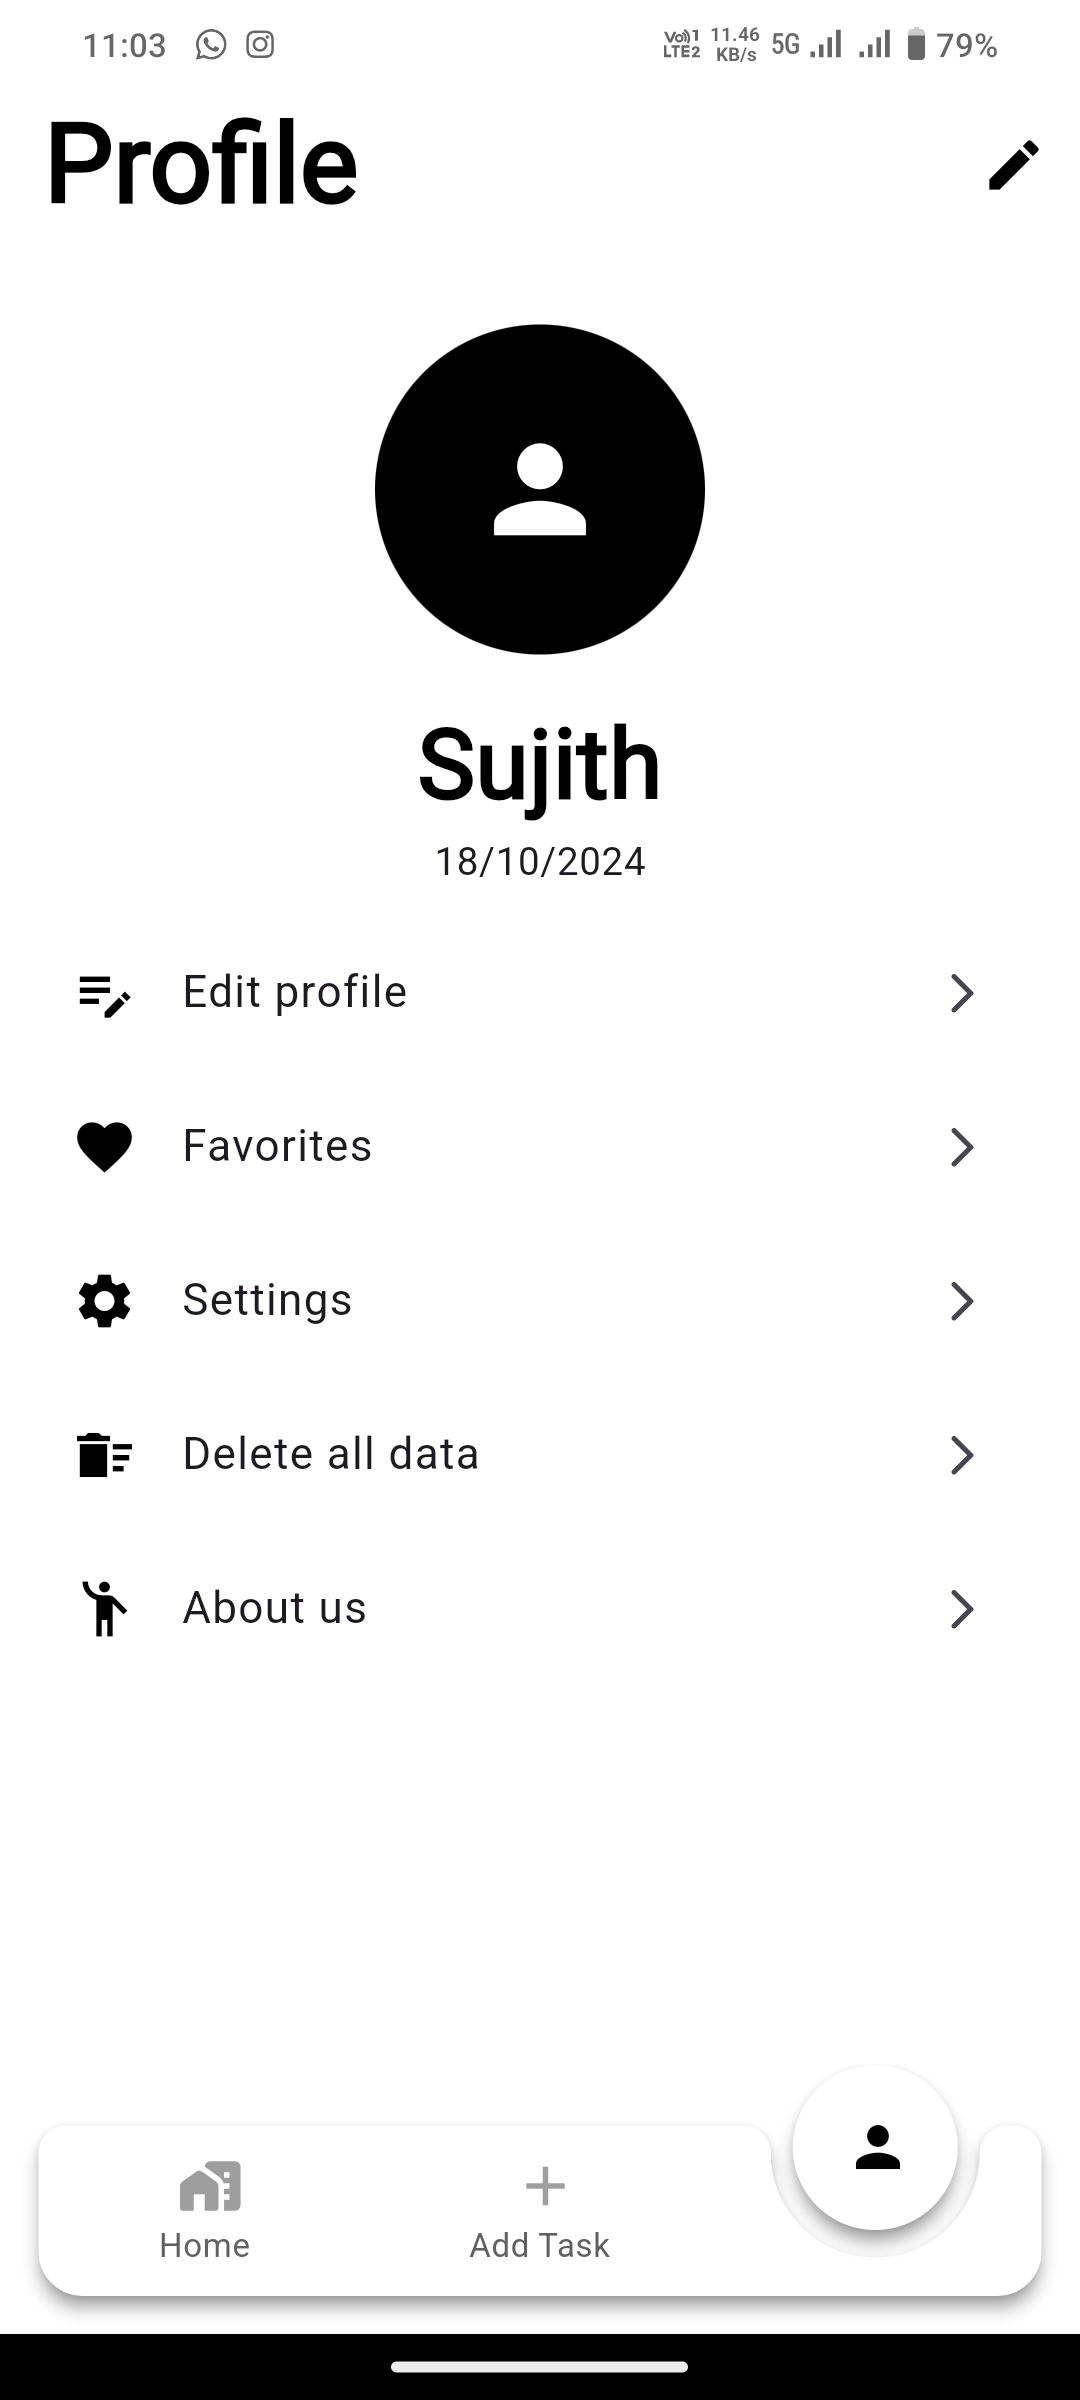 11:03
Vo)) 1
LTE2
11.46
KB/s
5G
79%
Profile
Sujith
18/10/2024
Edit profile
Favorites
Settings
Delete all data
About us
Home
Add Task